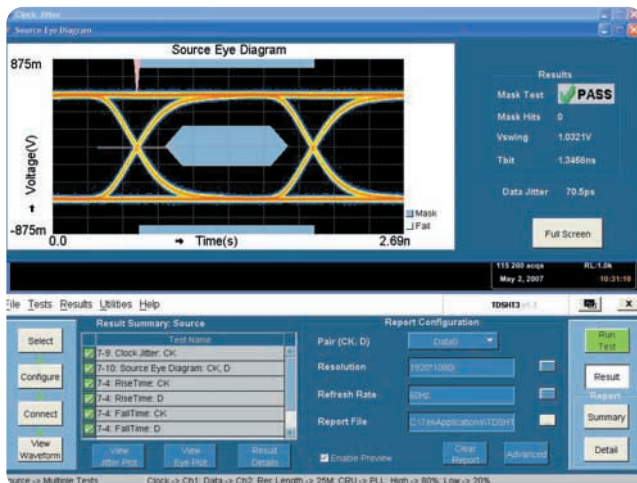 Clock Jitter
Source Eye Diagram
Source Eye Diagram
875m
Voltage(V)
-875m
0.0
Time(s)
2.69n
Mask
Fail
Results
Mask Test
PASS
Mask Hits 0
Vswing 1.0321V
Tbit 1.3468ns
Data Jitter 70.5ps
Full Screen
115 200 acqs RL:1.0k
May 2, 2007 10:31:10
File Tests Results Utilities Help
TDSHT3 v1.3
X
Select
Configure
Connect
View Waveform
Result Summary: Source
Test Name
7-9: Clock Jitter: CK
7-10: Source Eye Diagram: CK, D
7-4: RiseTime: CK
7-4: RiseTime: D
7-4: FallTime: CK
7-4: FallTime: D
View Jitter Plot
View Eye Plot
Result Details
Report Configuration
Pair (CK, D) Data0
Resolution 1920*1080i
Refresh Rate 60Hz
Report File C:\TekApplications\TDSHT
Enable Preview
Clear Report
Advanced
Run Test
Result
Report
Summary
Detail
Source -> Multiple Tests Clock -> Ch1: Data -> Ch2: Rec Length -> 25M: CRU -> PLL: High -> 80%: Low -> 20%